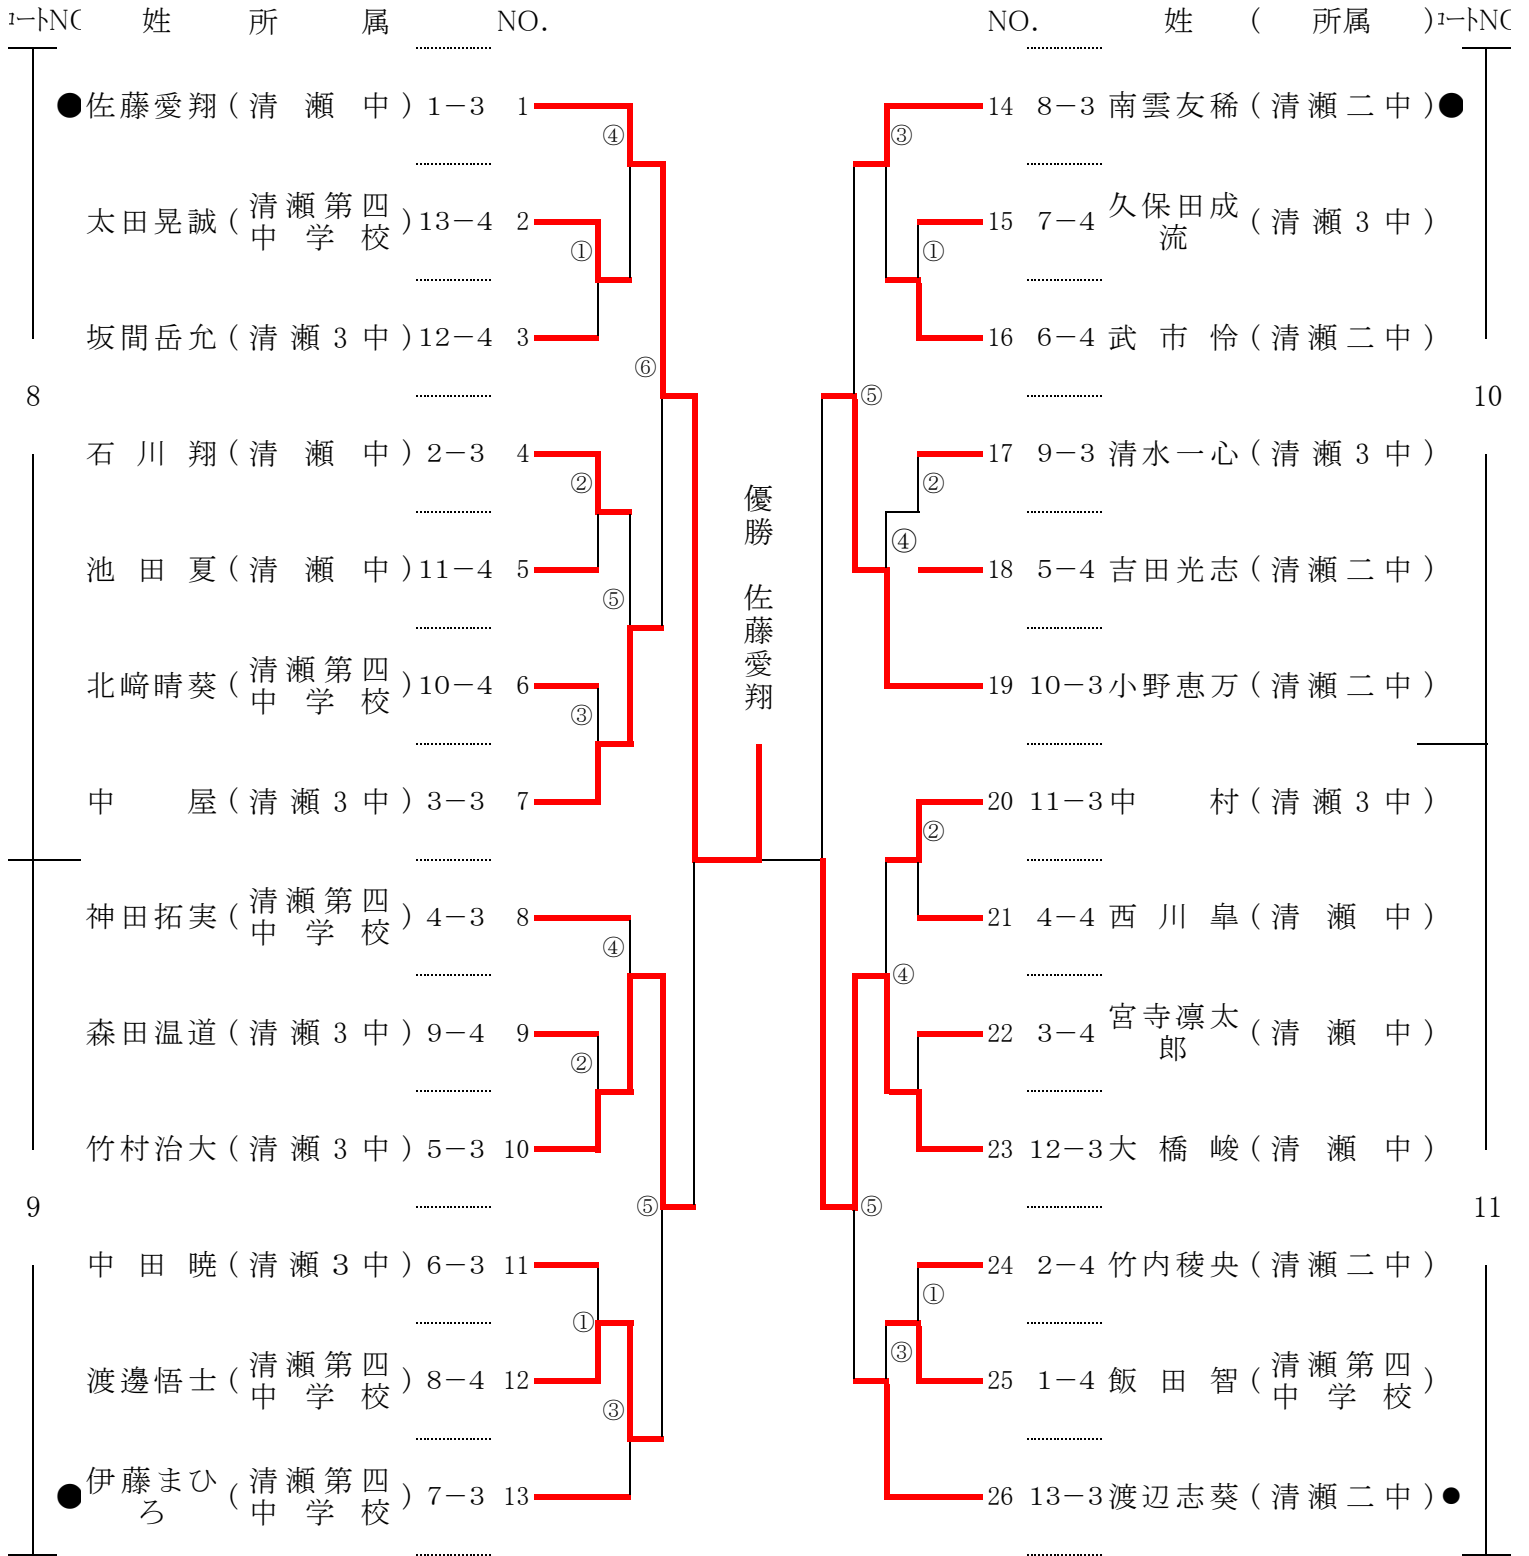 ｺｰﾄNO 姓 所 属 NO.
● 佐藤愛翔 (清瀬中) 1-3 1
④
太田晃誠 (清瀬第四中学校) 13-4 2
①
坂間岳允 (清瀬3中) 12-4 3
⑥
8
石川翔 (清瀬中) 2-3 4
②
池田夏 (清瀬中) 11-4 5
⑤
北﨑晴葵 (清瀬第四中学校) 10-4 6
③
中屋 (清瀬3中) 3-3 7
神田拓実 (清瀬第四中学校) 4-3 8
④
森田温道 (清瀬3中) 9-4 9
②
竹村治大 (清瀬3中) 5-3 10
9
⑤
中田暁 (清瀬3中) 6-3 11
①
渡邊悟士 (清瀬第四中学校) 8-4 12
③
● 伊藤まひろ (清瀬第四中学校) 7-3 13
優勝 佐藤愛翔
NO. 姓 ( 所属 ) ｺｰﾄNO
14 8-3 南雲友稀 (清瀬二中) ●
③
15 7-4 久保田成流 (清瀬3中)
①
16 6-4 武市怜 (清瀬二中)
⑤
10
17 9-3 清水一心 (清瀬3中)
②
④
18 5-4 吉田光志 (清瀬二中)
19 10-3 小野恵万 (清瀬二中)
20 11-3 中村 (清瀬3中)
②
21 4-4 西川皐 (清瀬中)
④
22 3-4 宮寺凛太郎 (清瀬中)
23 12-3 大橋峻 (清瀬中)
⑤
11
24 2-4 竹内稜央 (清瀬二中)
①
③
25 1-4 飯田智 (清瀬第四中学校)
26 13-3 渡辺志葵 (清瀬二中) ●